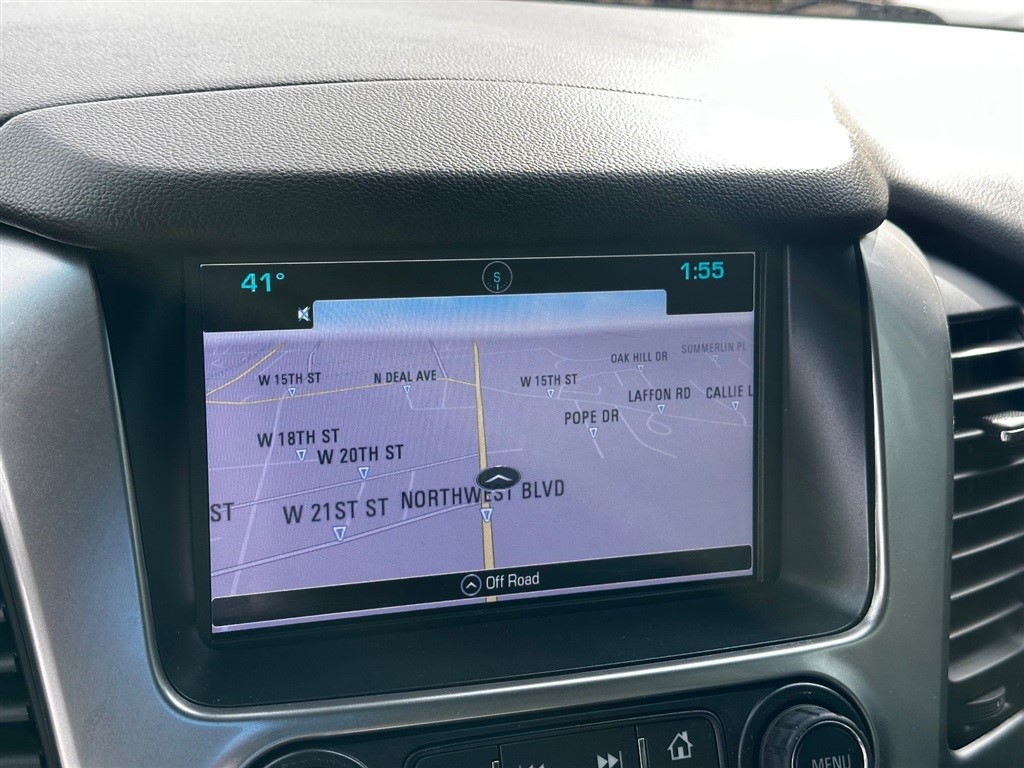 41° S 1:55
OAK HILL DR SUMMERLIN PL
W 15TH ST N DEAL AVE W 15TH ST
LAFFON RD CALLIE L
POPE DR
W 18TH ST
W 20TH ST
NORTHWEST BLVD
ST W 21ST ST
Off Road
MENU